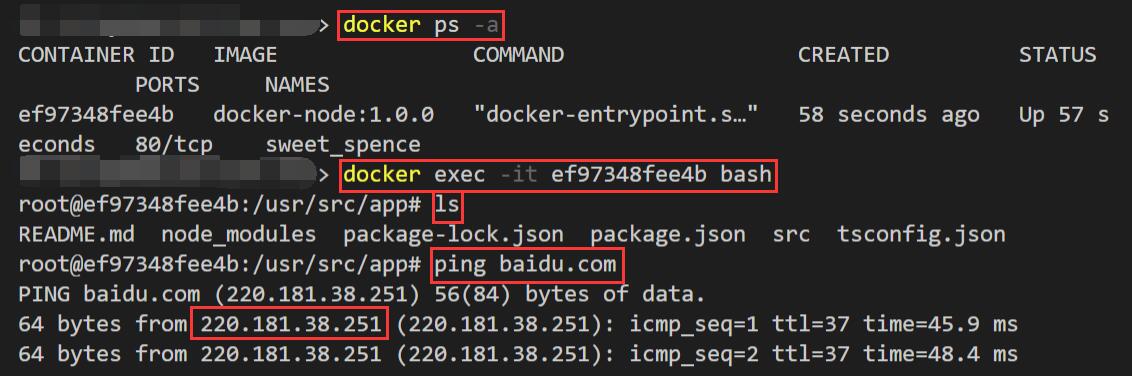 > docker ps -a
CONTAINER ID   IMAGE               COMMAND                  CREATED          STATUS
          PORTS     NAMES
ef97348fee4b   docker-node:1.0.0   "docker-entrypoint.s…"   58 seconds ago   Up 57 s
econds   80/tcp    sweet_spence
> docker exec -it ef97348fee4b bash
root@ef97348fee4b:/usr/src/app# ls
README.md  node_modules  package-lock.json  package.json  src  tsconfig.json
root@ef97348fee4b:/usr/src/app# ping baidu.com
PING baidu.com (220.181.38.251) 56(84) bytes of data.
64 bytes from 220.181.38.251 (220.181.38.251): icmp_seq=1 ttl=37 time=45.9 ms
64 bytes from 220.181.38.251 (220.181.38.251): icmp_seq=2 ttl=37 time=48.4 ms